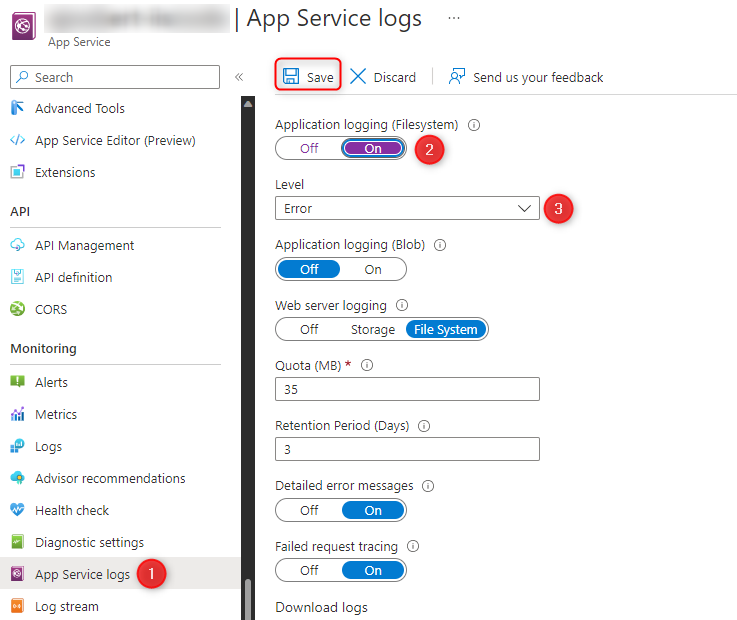 | App Service logs ...
App Service
Search «
Save Discard Send us your feedback
Advanced Tools
App Service Editor (Preview)
Extensions
API
API Management
API definition
CORS
Monitoring
Alerts
Metrics
Logs
Advisor recommendations
Health check
Diagnostic settings
App Service logs 1
Log stream
Application logging (Filesystem)
Off On 2
Level
Error 3
Application logging (Blob)
Off On
Web server logging
Off Storage File System
Quota (MB) *
35
Retention Period (Days)
3
Detailed error messages
Off On
Failed request tracing
Off On
Download logs